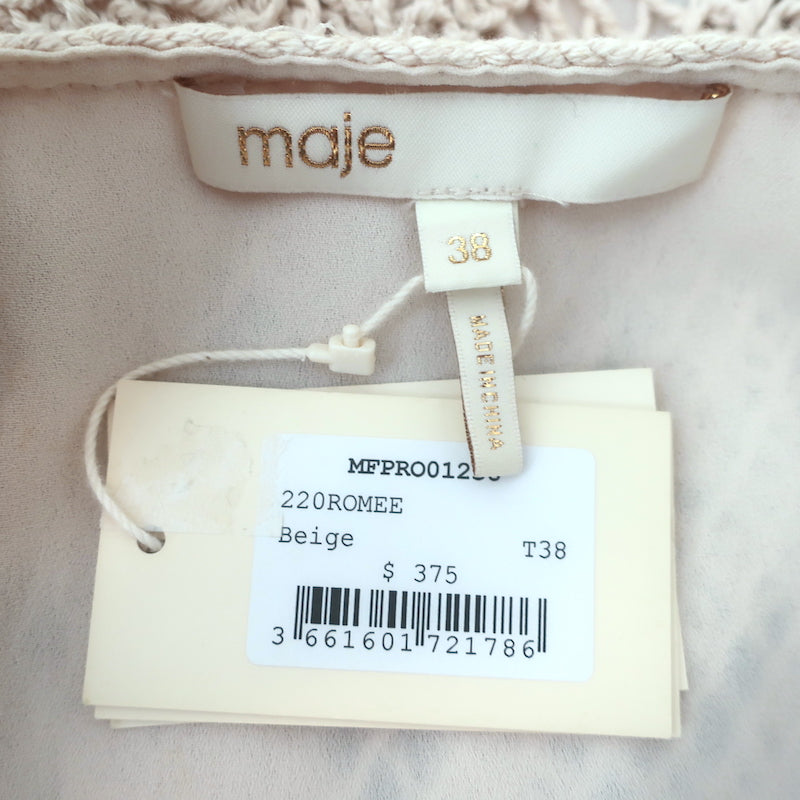 maje
38
MADE IN CHINA
220ROMEE
Beige
T38
$ 375
3 661601 721786